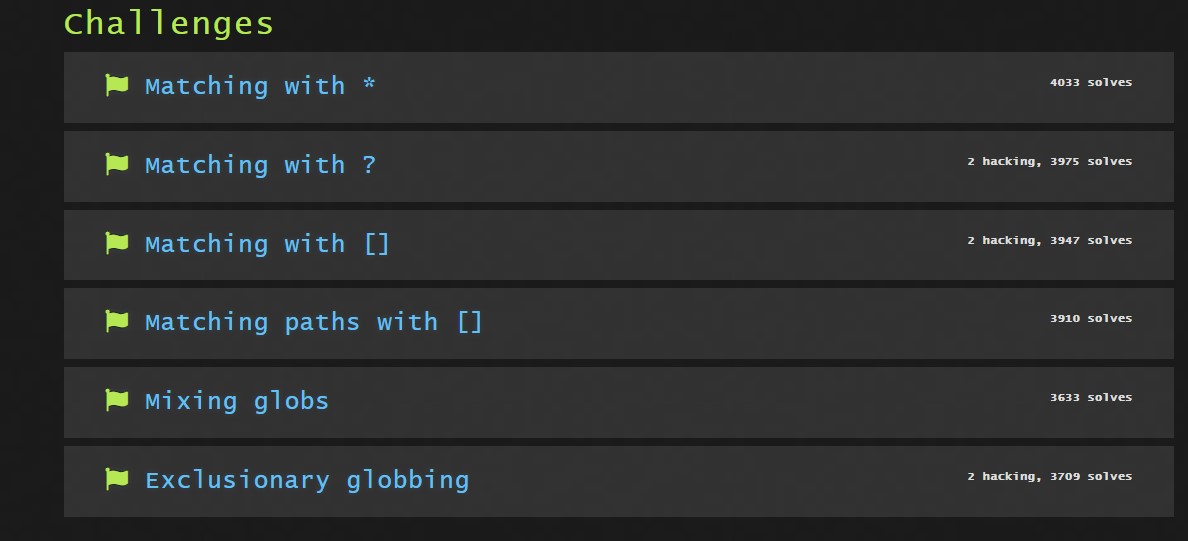 Challenges
Matching with *
4033 solves
Matching with ?
2 hacking, 3975 solves
Matching with []
2 hacking, 3947 solves
Matching paths with []
3910 solves
Mixing globs
3633 solves
Exclusionary globbing
2 hacking, 3709 solves